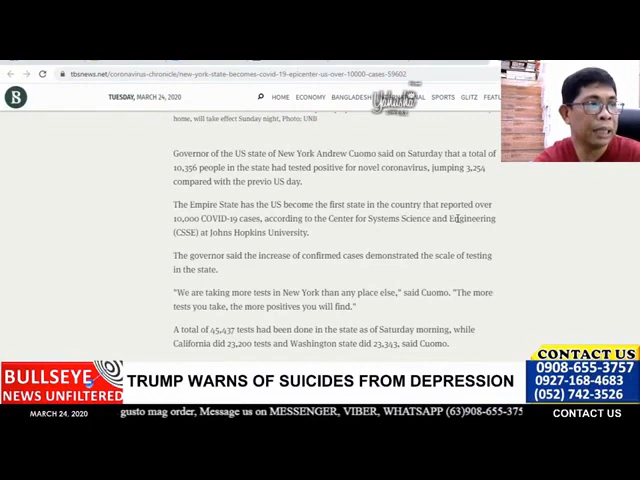 tbsnews.net/coronavirus-chronicle/new-york-state-becomes-covid-19-epicenter-us-over-10000-cases-59602
B
TUESDAY, MARCH 24, 2020
HOME ECONOMY BANGLADESH SPORTS GLITZ FEATU
home, will take effect Sunday night, Photo: UNB
Governor of the US state of New York Andrew Cuomo said on Saturday that a total of
10,356 people in the state had tested positive for novel coronavirus, jumping 3,254
compared with the previo US day.
The Empire State has the US become the first state in the country that reported over
10,000 COVID-19 cases, according to the Center for Systems Science and Engineering
(CSSE) at Johns Hopkins University.
The governor said the increase of confirmed cases demonstrated the scale of testing
in the state.
"We are taking more tests in New York than any place else," said Cuomo. "The more
tests you take, the more positives you will find."
A total of 45,437 tests had been done in the state as of Saturday morning, while
California did 23,200 tests and Washington state did 23,343, said Cuomo.
CONTACT US
0908-655-3757
0927-168-4683
(052) 742-3526
BULLSEYE
NEWS UNFILTERED
TRUMP WARNS OF SUICIDES FROM DEPRESSION
MARCH 24, 2020
gusto mag order, Message us on MESSENGER, VIBER, WHATSAPP (63)908-655-375
CONTACT US